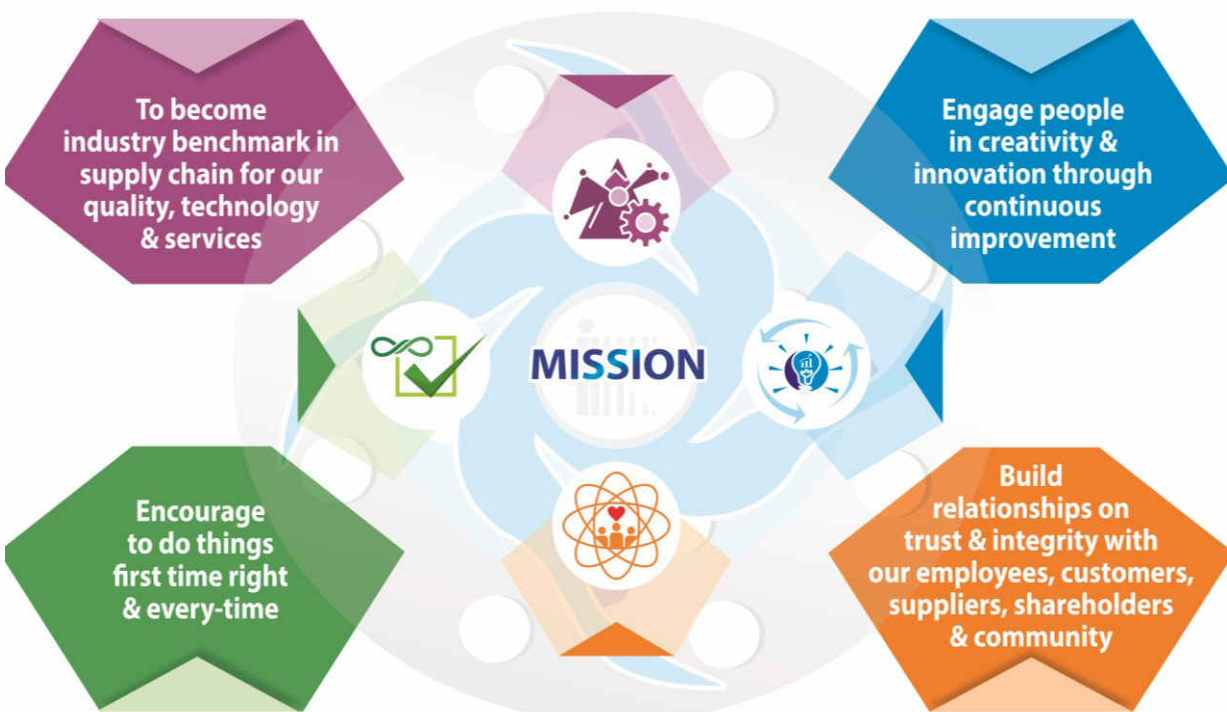 To become
industry benchmark in
supply chain for our
quality, technology
& services
Engage people
in creativity &
innovation through
continuous
improvement
MISSION
Encourage
to do things
first time right
& every-time
Build
relationships on
trust & integrity with
our employees, customers,
suppliers, shareholders
& community